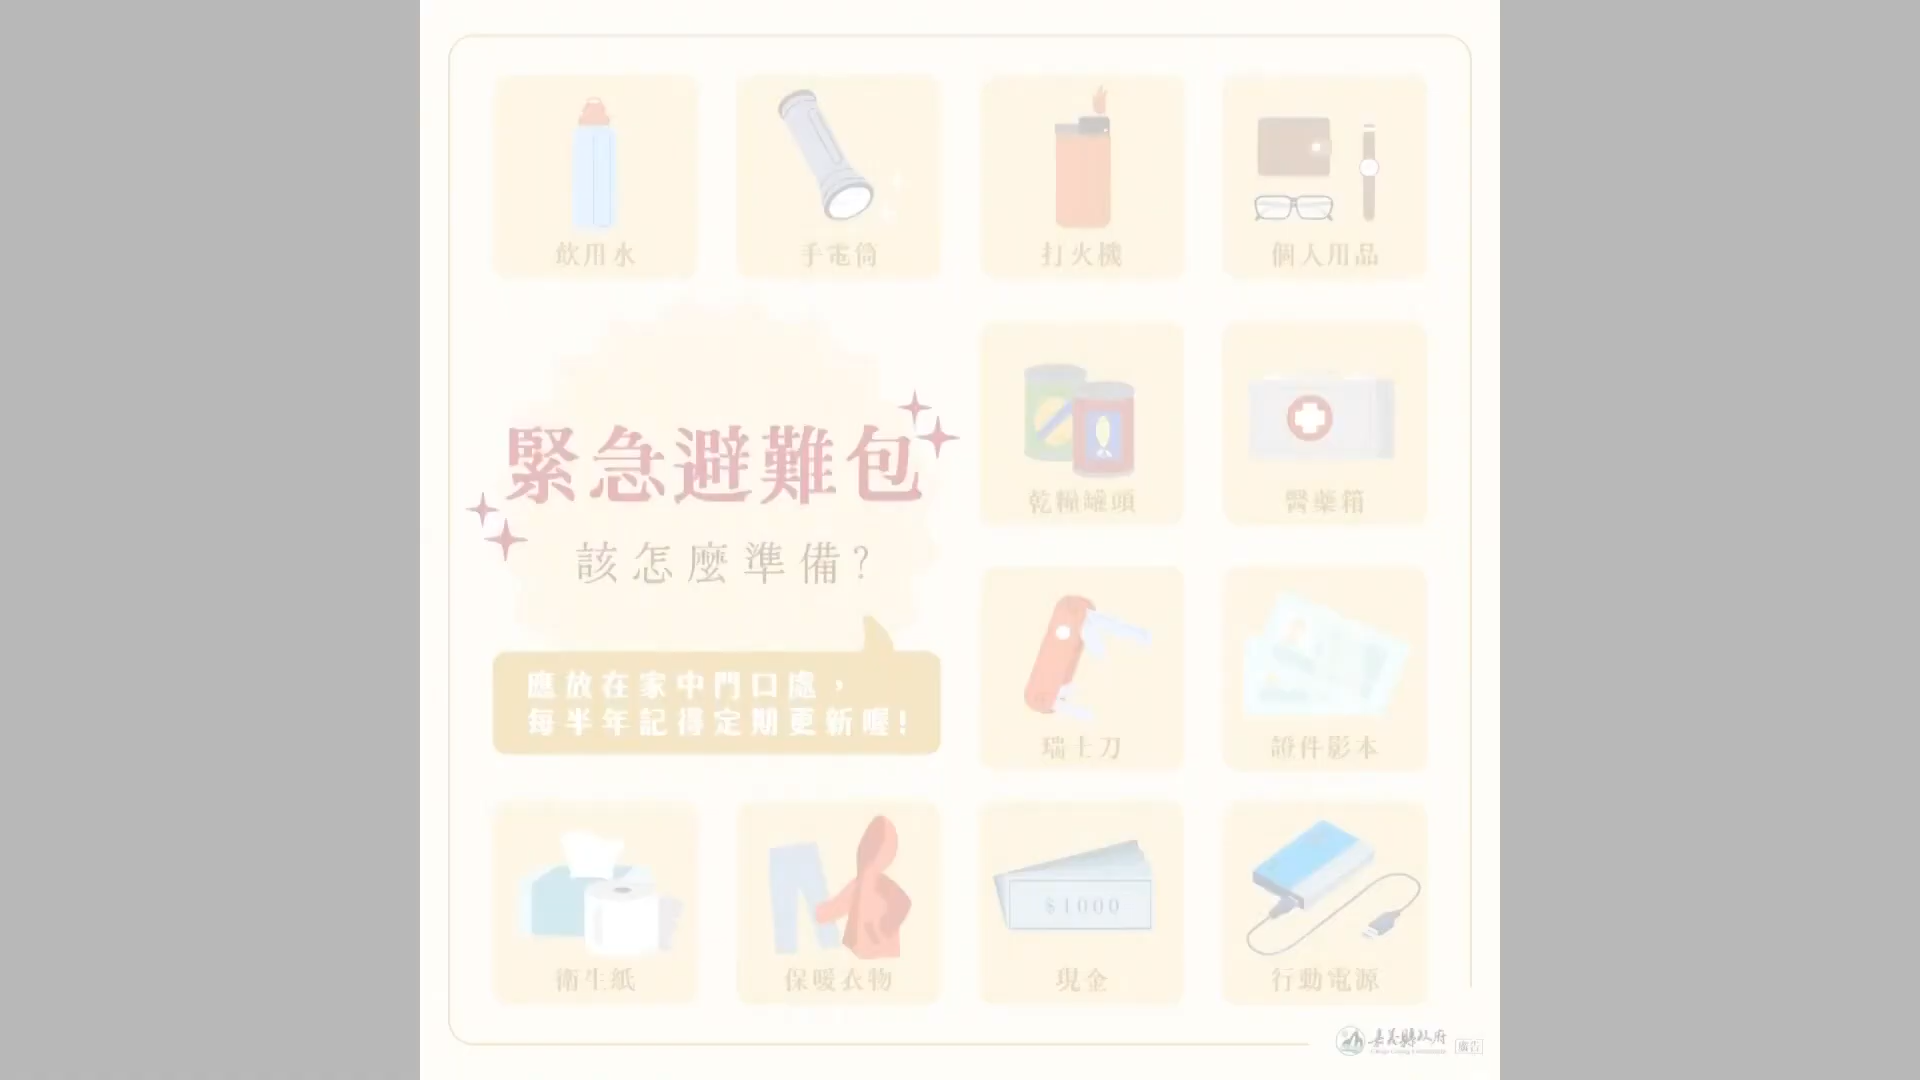 飲用水
手電筒
打火機
個人用品
緊急避難包
該怎麼準備?
應放在家中門口處，
每半年記得定期更新喔!
乾糧罐頭
醫藥箱
瑞士刀
證件影本
衛生紙
保暖衣物
$1000
現金
行動電源
嘉義縣政府
廣告